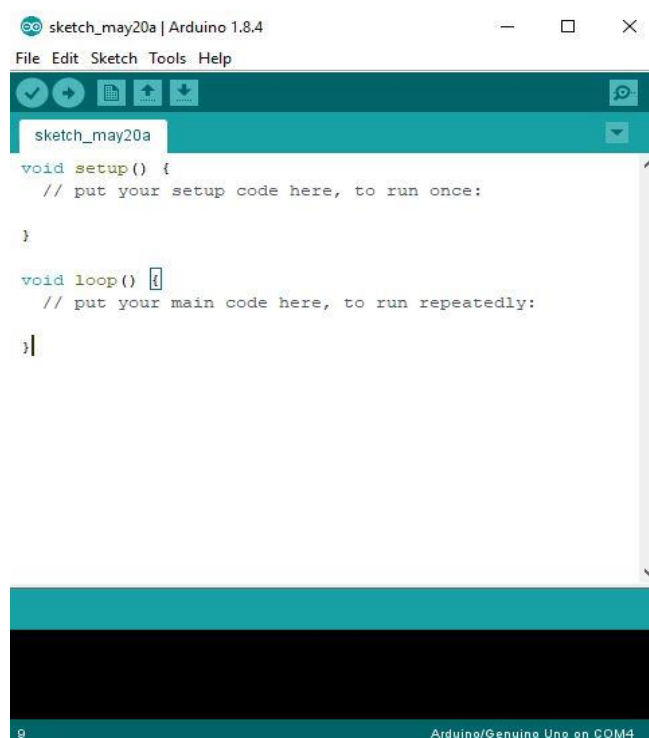 sketch_may20a | Arduino 1.8.4
File Edit Sketch Tools Help
sketch_may20a
void setup() {
  // put your setup code here, to run once:
}
void loop() {
  // put your main code here, to run repeatedly:
}
9
Arduino/Genuino Uno on COM4